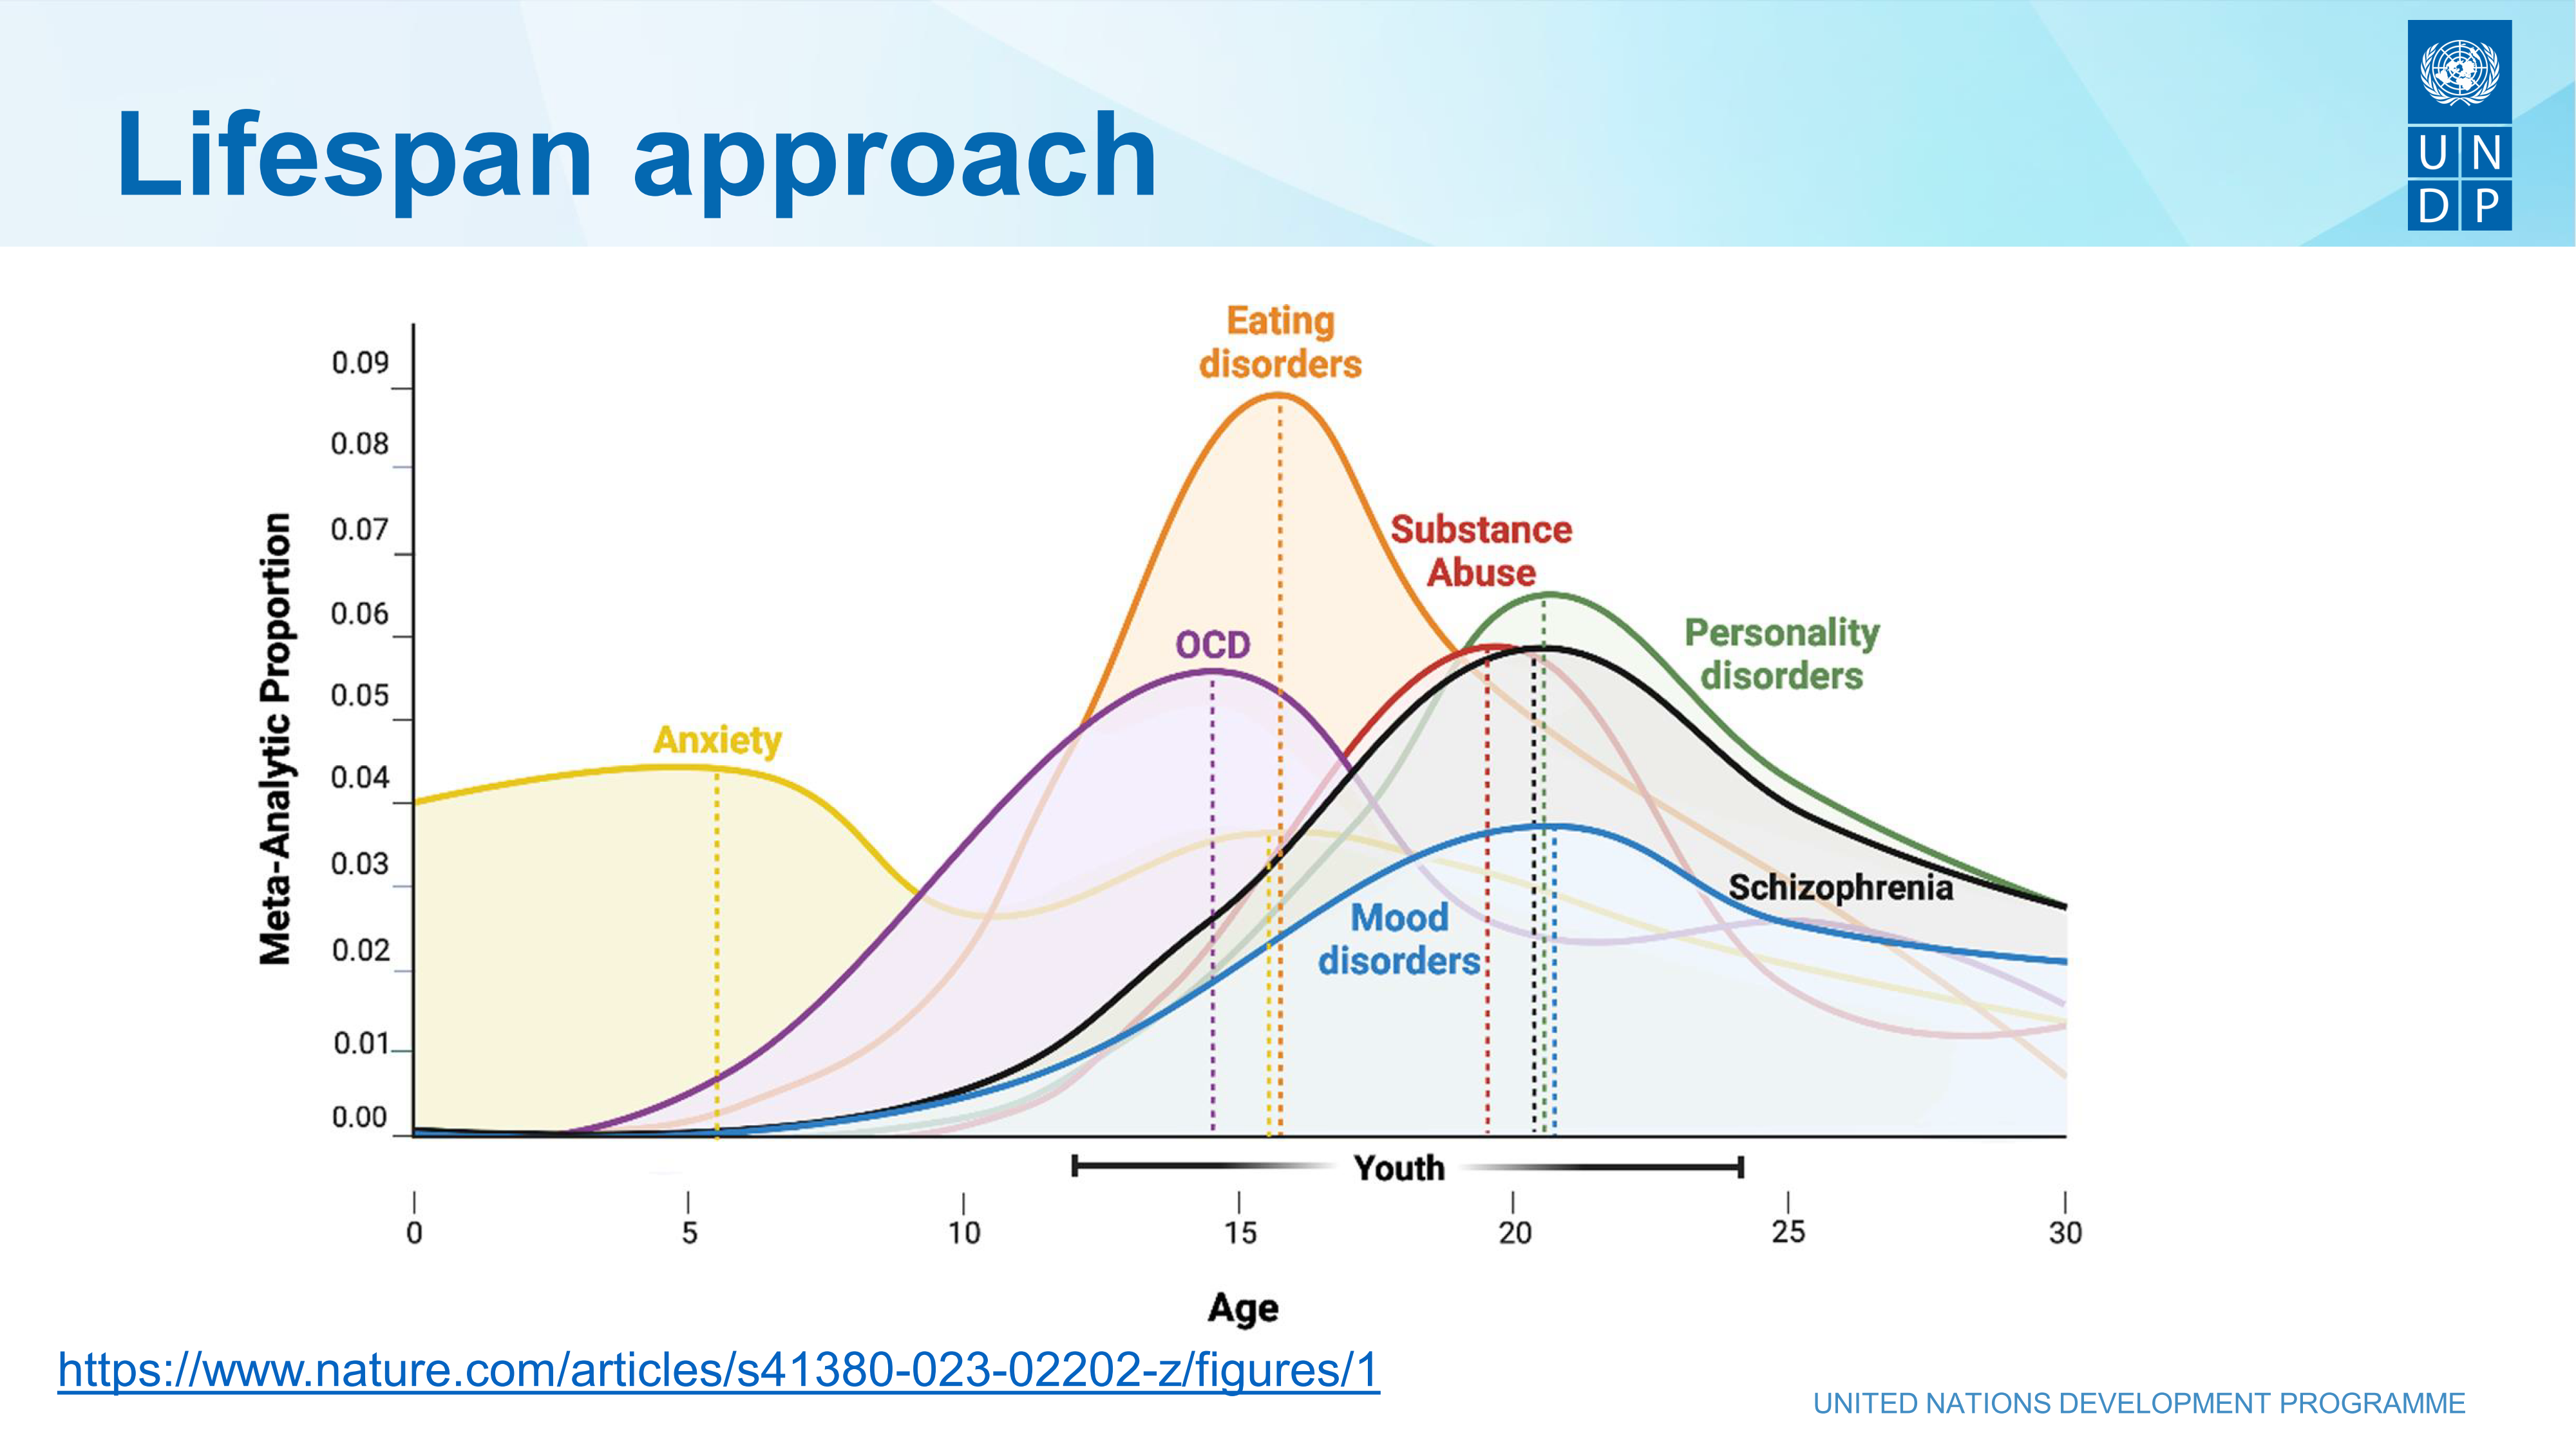 Lifespan approach
U N
D P
Eating
disorders
0.09
0.08
Substance
Abuse
0.07
0.06
Personality
disorders
OCD
0.05
Anxiety
0.04
Meta-Analytic Proportion
0.03
Schizophrenia
Mood
disorders
0.02
0.01
0.00
Youth
0 5 10 15 20 25 30
Age
https://www.nature.com/articles/s41380-023-02202-z/figures/1
UNITED NATIONS DEVELOPMENT PROGRAMME